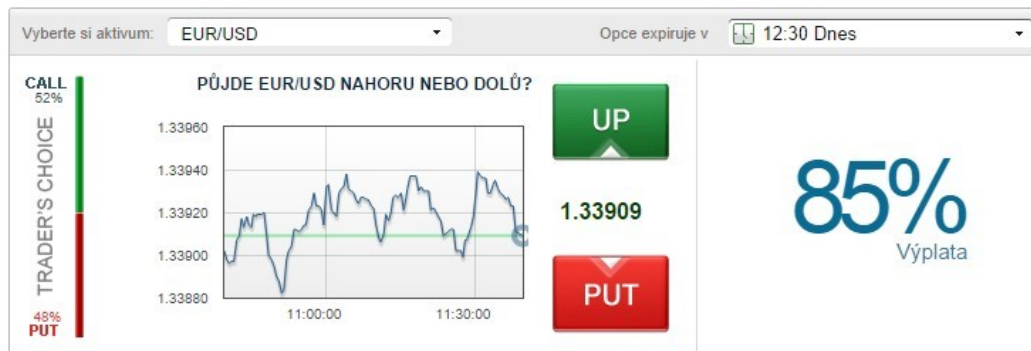 Vyberte si aktivum: EUR/USD Opce expiruje v 12:30 Dnes
CALL
52%
TRADER'S CHOICE
48%
PUT
PŮJDE EUR/USD NAHORU NEBO DOLŮ?
1.33960
1.33940
1.33920
1.33900
1.33880
11:00:00 11:30:00
UP
1.33909
PUT
85%
Výplata